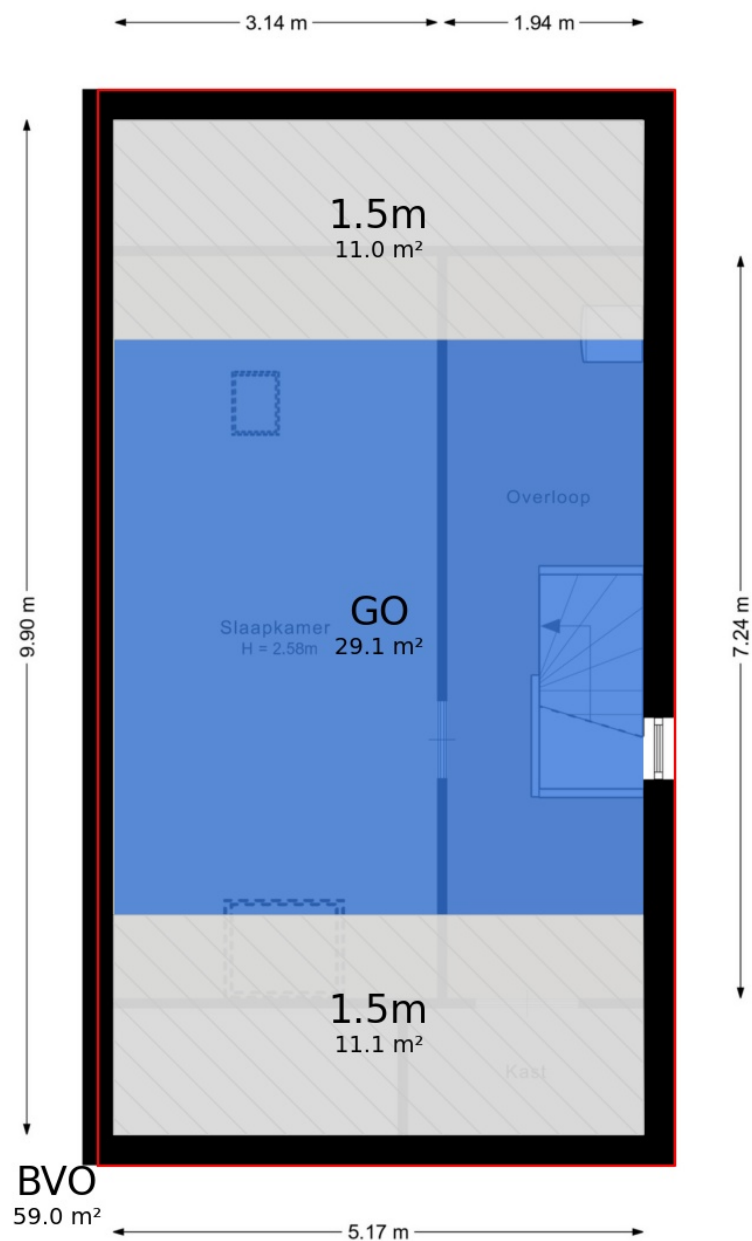 3.14 m
1.94 m
1.5m
11.0 m²
Overloop
GO
29.1 m²
Slaapkamer
H = 2.58m
9.90 m
7.24 m
1.5m
11.1 m²
Kast
BVO
59.0 m²
5.17 m